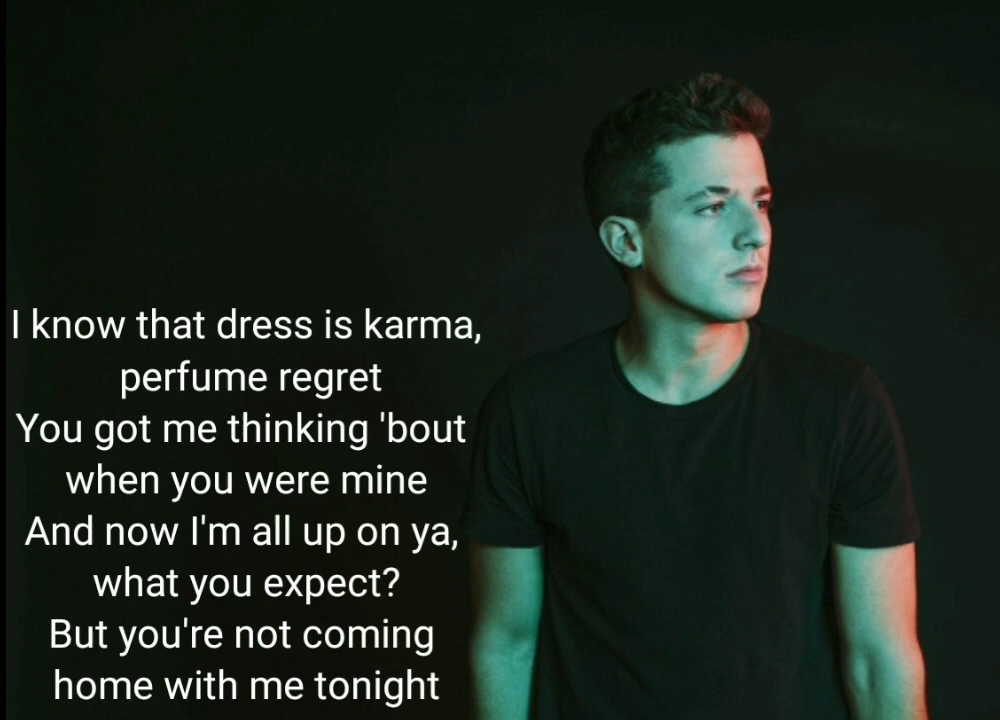 I know that dress is karma,
perfume regret
You got me thinking 'bout
when you were mine
And now I'm all up on ya,
what you expect?
But you're not coming
home with me tonight